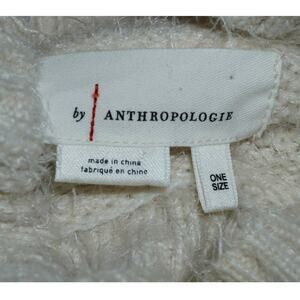 by ANTHROPOLOGIE
made in china
fabriqué en chine
ONE
SIZE